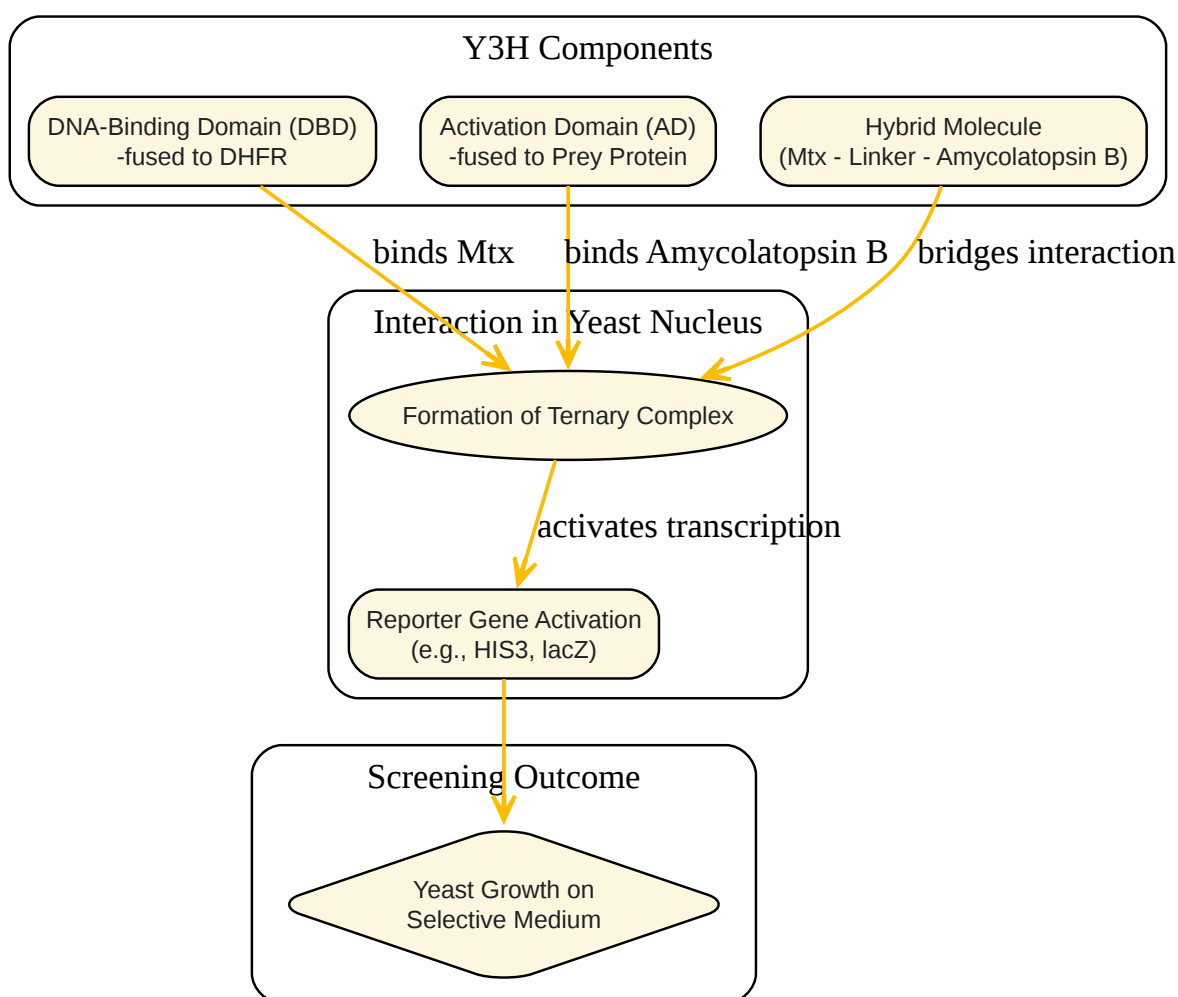 Y3H Components
DNA-Binding Domain (DBD)
-fused to DHFR
Activation Domain (AD)
-fused to Prey Protein
Hybrid Molecule
(Mtx - Linker - Amycolatopsin B)
binds Mtx
binds Amycolatopsin B
bridges interaction
Interaction in Yeast Nucleus
Formation of Ternary Complex
activates transcription
Reporter Gene Activation
(e.g., HIS3, lacZ)
Screening Outcome
Yeast Growth on
Selective Medium